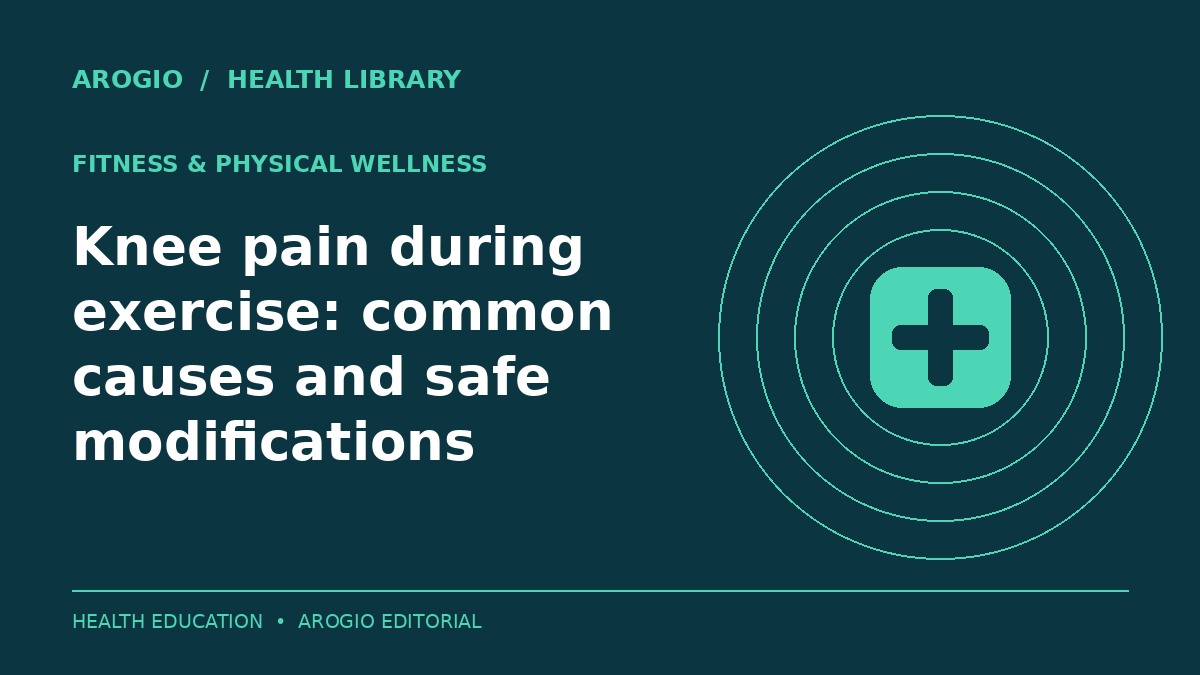 AROGIO / HEALTH LIBRARY
FITNESS & PHYSICAL WELLNESS
Knee pain during
exercise: common
causes and safe
modifications
HEALTH EDUCATION • AROGIO EDITORIAL